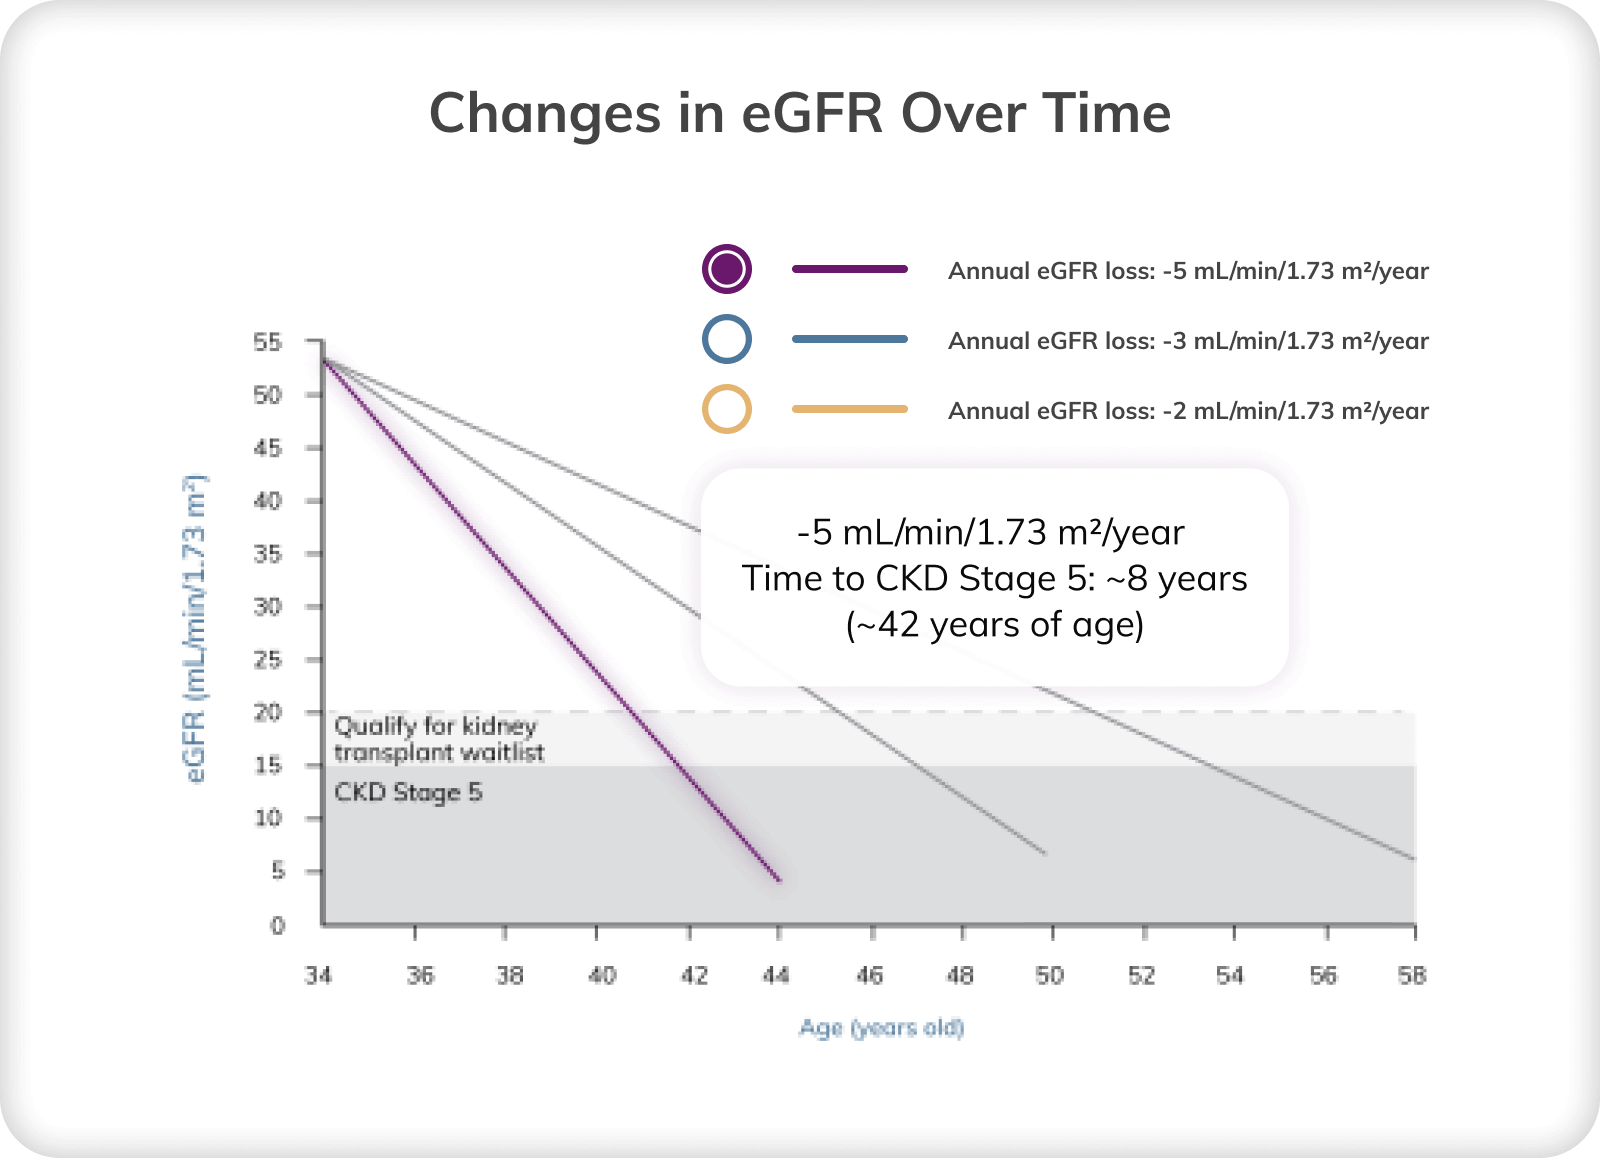 Changes in eGFR Over Time
Annual eGFR loss: -5 mL/min/1.73 m²/year
Annual eGFR loss: -3 mL/min/1.73 m²/year
Annual eGFR loss: -2 mL/min/1.73 m²/year
-5 mL/min/1.73 m²/year
Time to CKD Stage 5: ~8 years
(~42 years of age)
eGFR (mL/min/1.73 m²)
55
50
45
40
35
30
25
20
15
10
5
0
Qualify for kidney
transplant waitlist
CKD Stage 5
34 36 38 40 42 44 46 48 50 52 54 56 58
Age (years old)